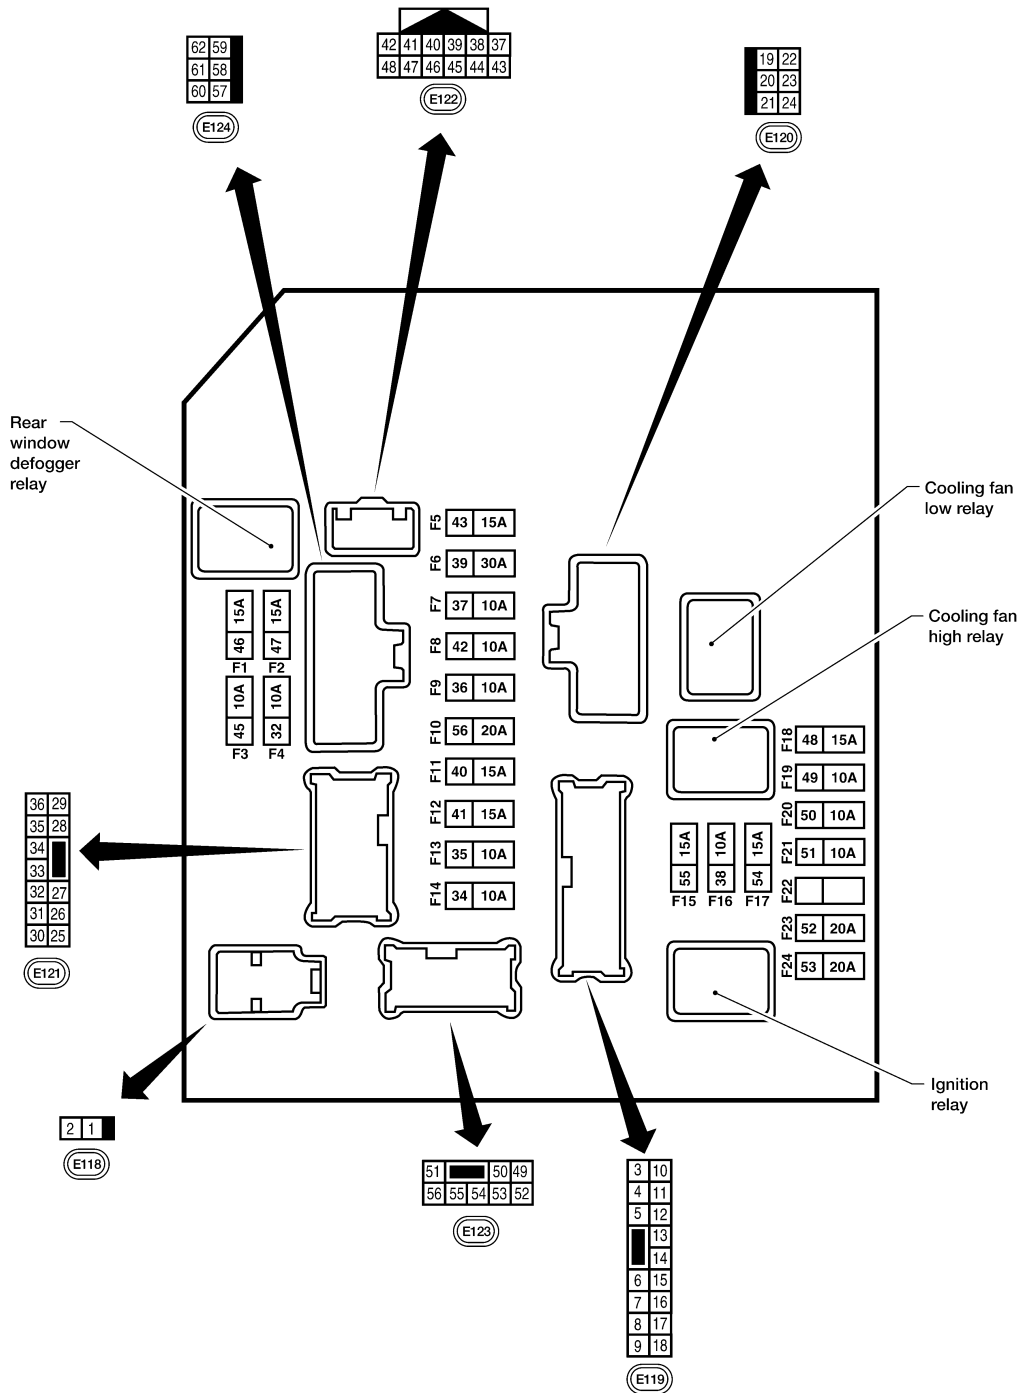 62 59
61 58
60 57
E124
42 41 40 39 38 37
48 47 46 45 44 43
E122
19 22
20 23
21 24
E120
Rear
window
defogger
relay
Cooling fan
low relay
Cooling fan
high relay
F5 43 15A
F6 39 30A
F7 37 10A
F8 42 10A
F9 36 10A
F10 56 20A
F11 40 15A
F12 41 15A
F13 35 10A
F14 34 10A
46 15A
F1
47 15A
F2
45 10A
F3
32 10A
F4
F18 48 15A
F19 49 10A
F20 50 10A
F21 51 10A
F22
F23 52 20A
F24 53 20A
55 15A
F15
38 10A
F16
54 15A
F17
36 29
35 28
34
33
32 27
31 26
30 25
E121
Ignition
relay
2 1
E118
51 50 49
56 55 54 53 52
E123
3 10
4 11
5 12
13
14
6 15
7 16
8 17
9 18
E119